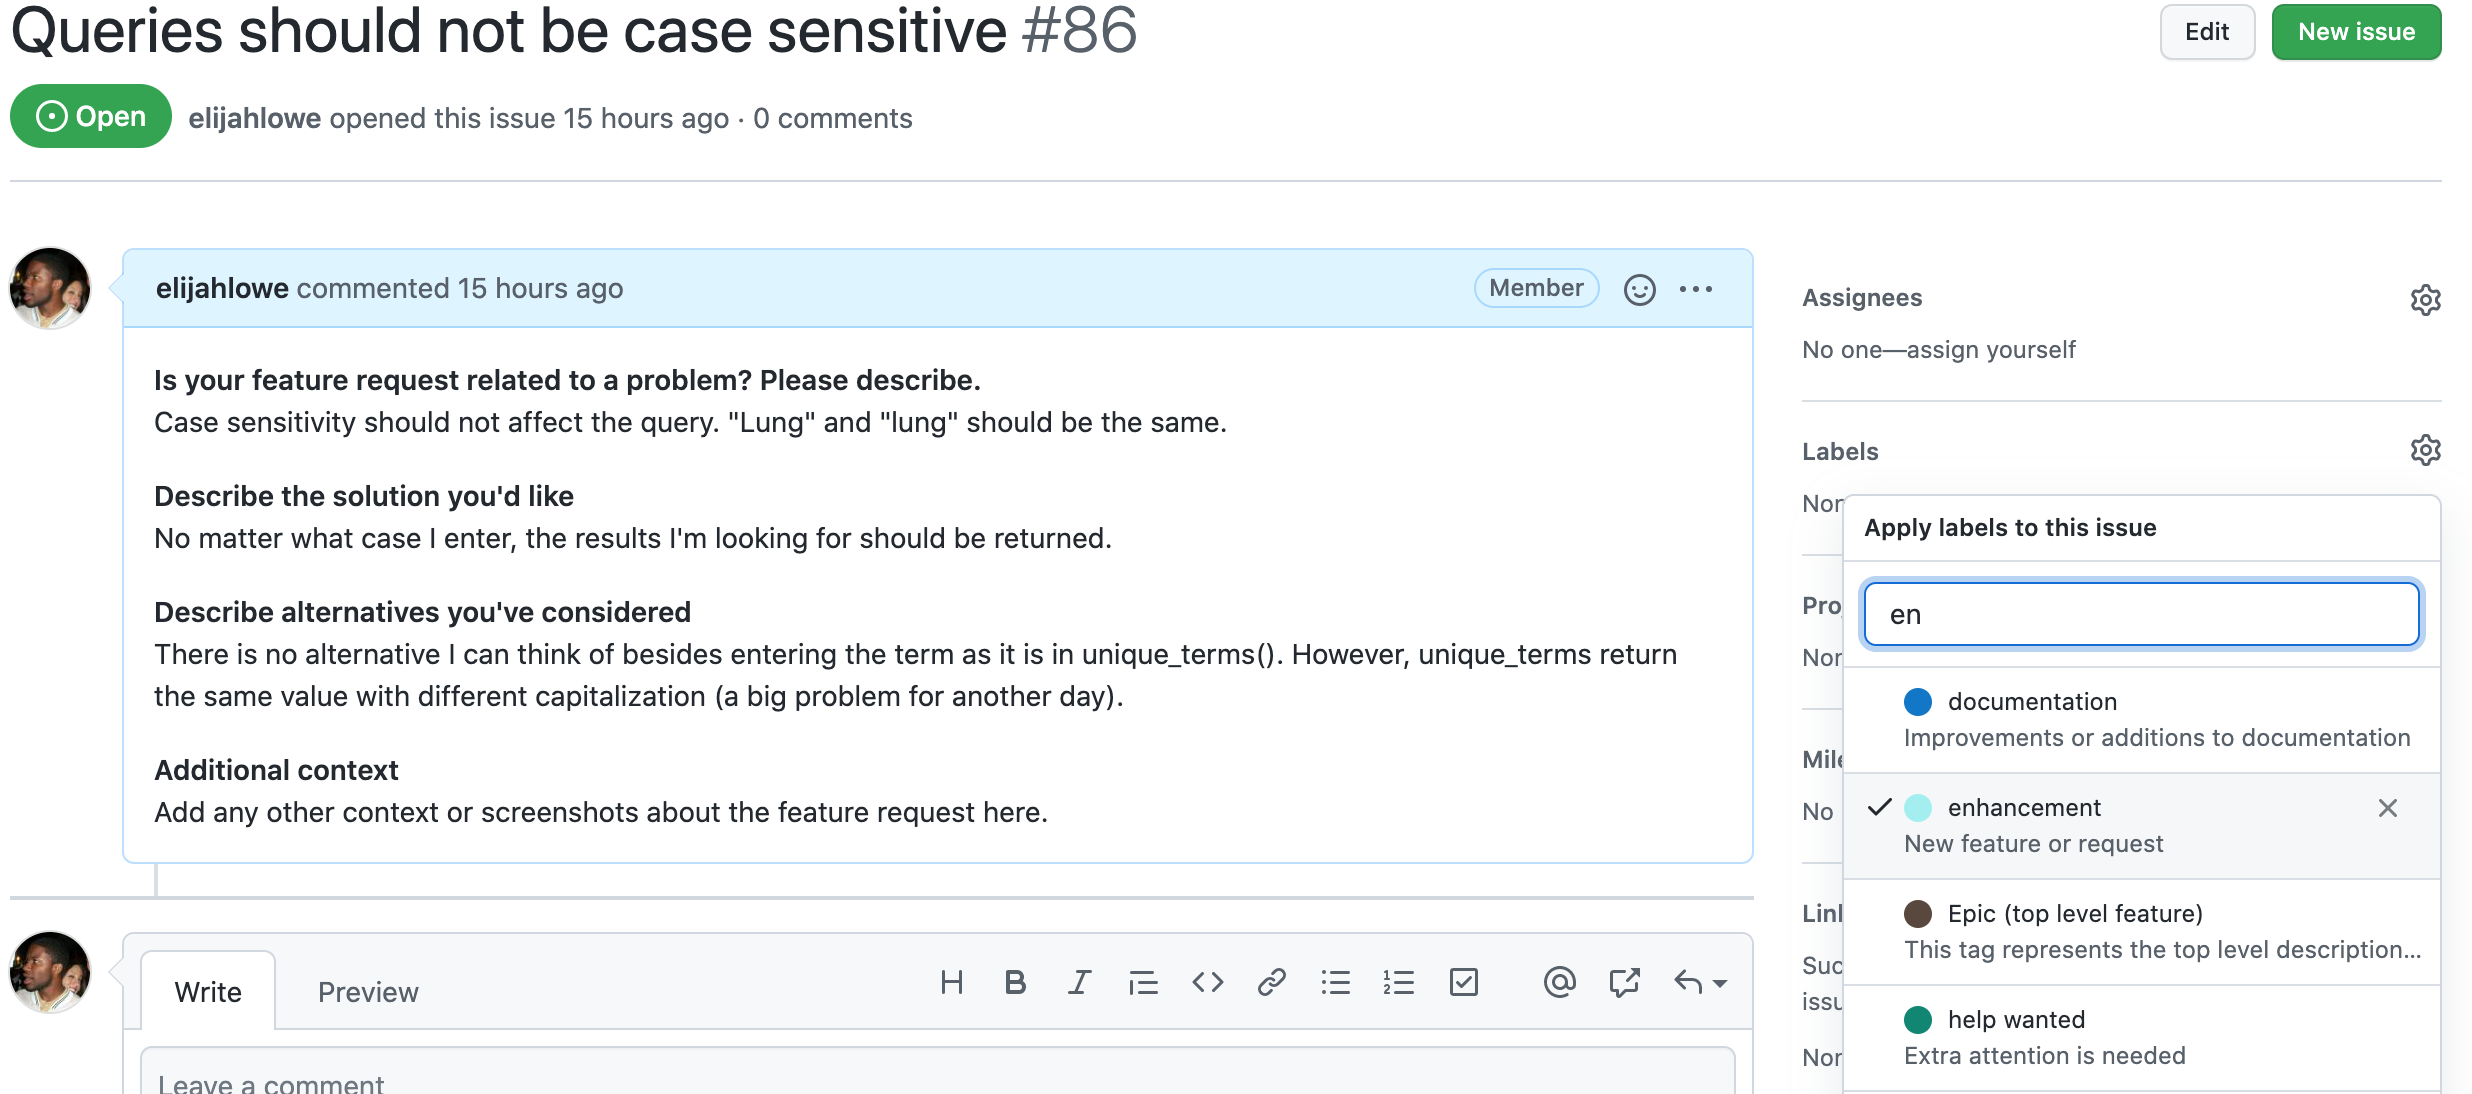 Queries should not be case sensitive #86
Edit
New issue
Open
elijahlowe opened this issue 15 hours ago · 0 comments
elijahlowe commented 15 hours ago
Member
Is your feature request related to a problem? Please describe.
Case sensitivity should not affect the query. "Lung" and "lung" should be the same.
Describe the solution you'd like
No matter what case I enter, the results I'm looking for should be returned.
Describe alternatives you've considered
There is no alternative I can think of besides entering the term as it is in unique_terms(). However, unique_terms return
the same value with different capitalization (a big problem for another day).
Additional context
Add any other context or screenshots about the feature request here.
Write
Preview
Leave a comment
Assignees
No one—assign yourself
Labels
Apply labels to this issue
en
documentation
Improvements or additions to documentation
enhancement
New feature or request
Epic (top level feature)
This tag represents the top level description...
help wanted
Extra attention is needed
No